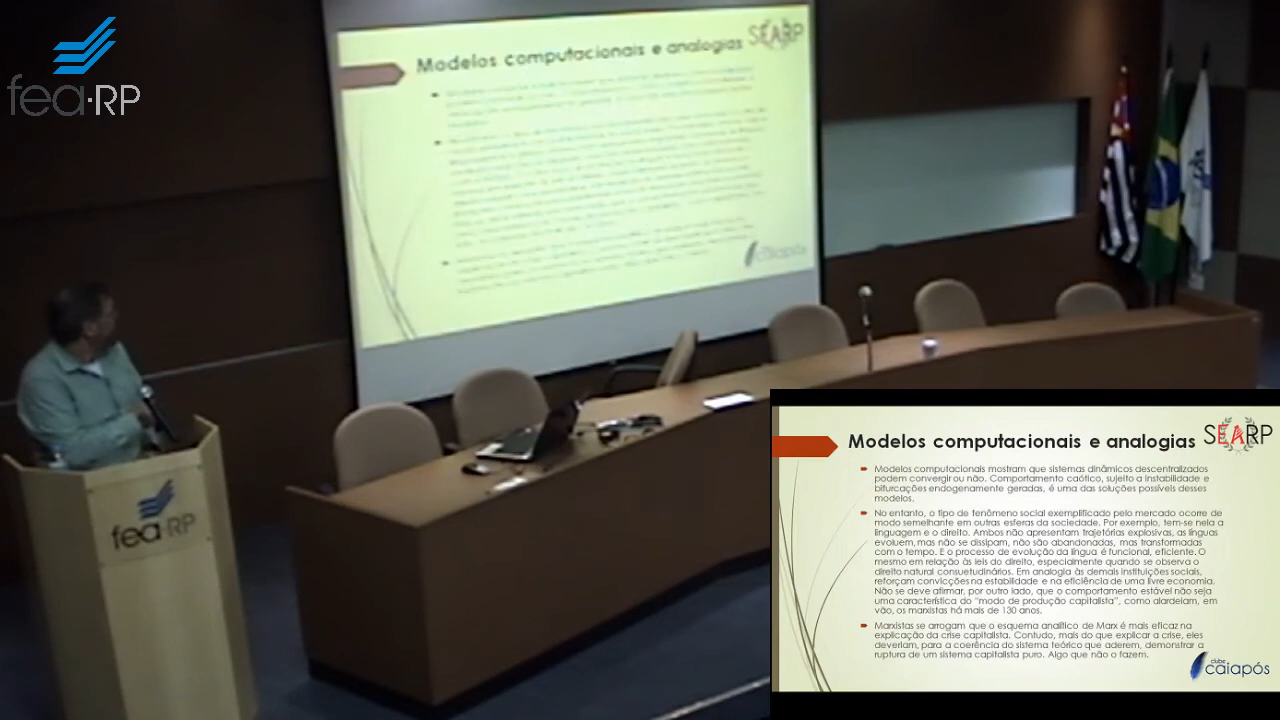 fea·RP
Modelos computacionais e analogias
SEARP
caiapós
fea·RP
Modelos computacionais e analogias
SEARP
Modelos computacionais mostram que sistemas dinâmicos descentralizados
podem convergir ou não. Comportamento caótico, sujeito a instabilidade e
bifurcações endogenamente geradas, é uma das soluções possíveis desses
modelos.
No entanto, o tipo de fenômeno social exemplificado pelo mercado ocorre de
modo semelhante em outras esferas da sociedade. Por exemplo, tem-se nela a
linguagem e o direito. Ambos não apresentam trajetórias explosivas, as línguas
evoluem, mas não se dissipam, não são abandonadas, mas transformadas
com o tempo. E o processo de evolução da língua é funcional, eficiente. O
mesmo em relação às leis do direito, especialmente quando se observa o
direito natural consuetudinários. Em analogia às demais instituições sociais,
reforçam convicções na estabilidade e na eficiência de uma livre economia.
Não se deve afirmar, por outro lado, que o comportamento estável não seja
uma característica do "modo de produção capitalista", como alardeiam, em
vão, os marxistas há mais de 130 anos.
Marxistas se arrogam que o esquema analítico de Marx é mais eficaz na
explicação da crise capitalista. Contudo, mais do que explicar a crise, eles
deveriam, para a coerência do sistema teórico que aderem, demonstrar a
ruptura de um sistema capitalista puro. Algo que não o fazem.
clube
caiapós